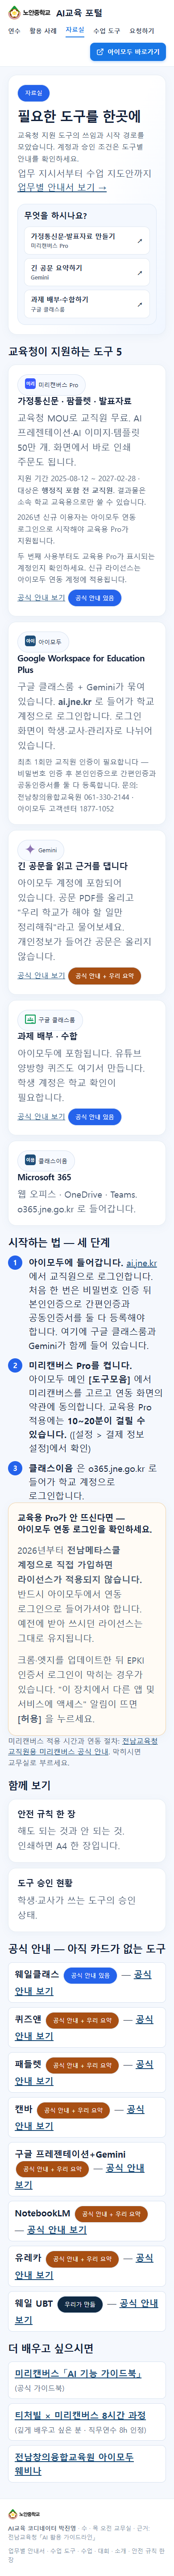 노안중학교 AI교육 포털
연수 활용 사례 자료실 수업 도구 요청하기
아이모두 바로가기
자료실
필요한 도구를 한곳에
교육청 지원 도구의 쓰임과 시작 경로를
모았습니다. 계정과 승인 조건은 도구별
안내를 확인하세요.
업무 지시서부터 수업 지도안까지
업무별 안내서 보기 →
무엇을 하시나요?
가정통신문·발표자료 만들기
미리캔버스 Pro
↗
긴 공문 요약하기
Gemini
↗
과제 배부·수합하기
구글 클래스룸
↗
교육청이 지원하는 도구 5
미리 미리캔버스 Pro
가정통신문 · 팜플렛 · 발표자료
교육청 MOU로 교직원 무료. AI
프레젠테이션·AI 이미지·템플릿
50만 개. 화면에서 바로 인쇄
주문도 됩니다.
지원 기간 2025-08-12 ~ 2027-02-28 ·
대상은 행정직 포함 전 교직원. 결과물은
소속 학교 교육용으로만 쓸 수 있습니다.
2026년 신규 이용자는 아이모두 연동
로그인으로 시작해야 교육용 Pro가
지원됩니다.
두 번째 사용부터도 교육용 Pro가 표시되는
계정인지 확인하세요. 신규 라이선스는
아이모두 연동 계정에 적용됩니다.
공식 안내 보기 공식 안내 있음
아이 아이모두
Google Workspace for Education
Plus
구글 클래스룸 + Gemini가 묶여
있습니다. ai.jne.kr 로 들어가 학교
계정으로 로그인합니다. 로그인
화면이 학생·교사·관리자로 나뉘어
있습니다.
최초 1회만 교직원 인증이 필요합니다 —
비밀번호 인증 후 본인인증으로 간편인증과
공동인증서를 둘 다 등록합니다. 문의:
전남창의융합교육원 061-330-2144 ·
아이모두 고객센터 1877-1052
Gemini
긴 공문을 읽고 근거를 댑니다
아이모두 계정에 포함되어
있습니다. 공문 PDF를 올리고
"우리 학교가 해야 할 일만
정리해줘"라고 물어보세요.
개인정보가 들어간 공문은 올리지
않습니다.
공식 안내 보기 공식 안내 + 우리 요약
구글 클래스룸
과제 배부 · 수합
아이모두에 포함됩니다. 유튜브
양방향 퀴즈도 여기서 만듭니다.
학생 계정은 학교 확인이
필요합니다.
공식 안내 보기 공식 안내 있음
이음 클래스이음
Microsoft 365
웹 오피스 · OneDrive · Teams.
o365.jne.go.kr 로 들어갑니다.
시작하는 법 — 세 단계
1 아이모두에 들어갑니다. ai.jne.kr
에서 교직원으로 로그인합니다.
처음 한 번은 비밀번호 인증 뒤
본인인증으로 간편인증과
공동인증서를 둘 다 등록해야
합니다. 여기에 구글 클래스룸과
Gemini가 함께 들어 있습니다.
2 미리캔버스 Pro를 켭니다.
아이모두 메인 [도구모음] 에서
미리캔버스를 고르고 연동 화면의
약관에 동의합니다. 교육용 Pro
적용에는 10~20분이 걸릴 수
있습니다. ([설정 > 결제 정보
설정]에서 확인)
3 클래스이음 은 o365.jne.go.kr 로
들어가 학교 계정으로
로그인합니다.
교육용 Pro가 안 뜨신다면 —
아이모두 연동 로그인을 확인하세요.
2026년부터 전남메타스쿨
계정으로 직접 가입하면
라이선스가 적용되지 않습니다.
반드시 아이모두에서 연동
로그인으로 들어가셔야 합니다.
예전에 받아 쓰시던 라이선스는
그대로 유지됩니다.
크롬·엣지를 업데이트한 뒤 EPKI
인증서 로그인이 막히는 경우가
있습니다. "이 장치에서 다른 앱 및
서비스에 액세스" 알림이 뜨면
[허용] 을 누르세요.
미리캔버스 적용 시간과 연동 절차: 전남교육청
교직원용 미리캔버스 공식 안내. 막히시면
교무실로 부르세요.
함께 보기
안전 규칙 한 장
해도 되는 것과 안 되는 것.
인쇄하면 A4 한 장입니다.
도구 승인 현황
학생·교사가 쓰는 도구의 승인
상태.
공식 안내 — 아직 카드가 없는 도구
웨일클래스 공식 안내 있음 — 공식
안내 보기
퀴즈앤 공식 안내 + 우리 요약 — 공식
안내 보기
패들렛 공식 안내 + 우리 요약 — 공식
안내 보기
캔바 공식 안내 + 우리 요약 — 공식
안내 보기
구글 프레젠테이션+Gemini
공식 안내 + 우리 요약 — 공식 안내
보기
NotebookLM 공식 안내 + 우리 요약
— 공식 안내 보기
유레카 공식 안내 + 우리 요약 — 공식
안내 보기
웨일 UBT 우리가 만듦 — 공식 안내
보기
더 배우고 싶으시면
미리캔버스 「AI 기능 가이드북」
(공식 가이드북)
티처빌 × 미리캔버스 8시간 과정
(길게 배우고 싶은 분 · 직무연수 8h 인정)
전남창의융합교육원 아이모두
웨비나
노안중학교
AI교육 코디네이터 박찬영 · 수 · 목 오전 교무실 · 근거:
전남교육청 「AI 활용 가이드라인」
업무별 안내서 · 수업 도구 · 수업 · 대회 · 소개 · 안전 규칙 한
장